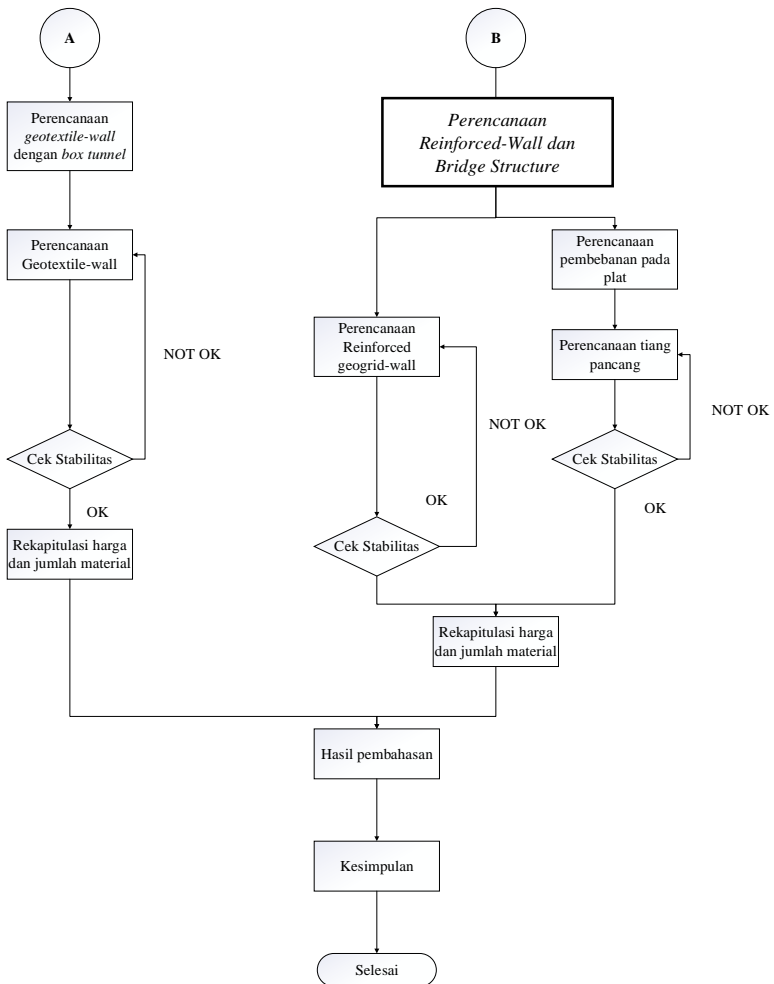 A
Perencanaan
geotextile-wall
dengan box tunnel
Perencanaan
Geotextile-wall
NOT OK
Cek Stabilitas
OK
Rekapitulasi harga
dan jumlah material
B
Perencanaan
Reinforced-Wall dan
Bridge Structure
Perencanaan
Reinforced
geogrid-wall
NOT OK
OK
Cek Stabilitas
Perencanaan
pembebanan pada
plat
Perencanaan tiang
pancang
NOT OK
Cek Stabilitas
OK
Rekapitulasi harga
dan jumlah material
Hasil pembahasan
Kesimpulan
Selesai